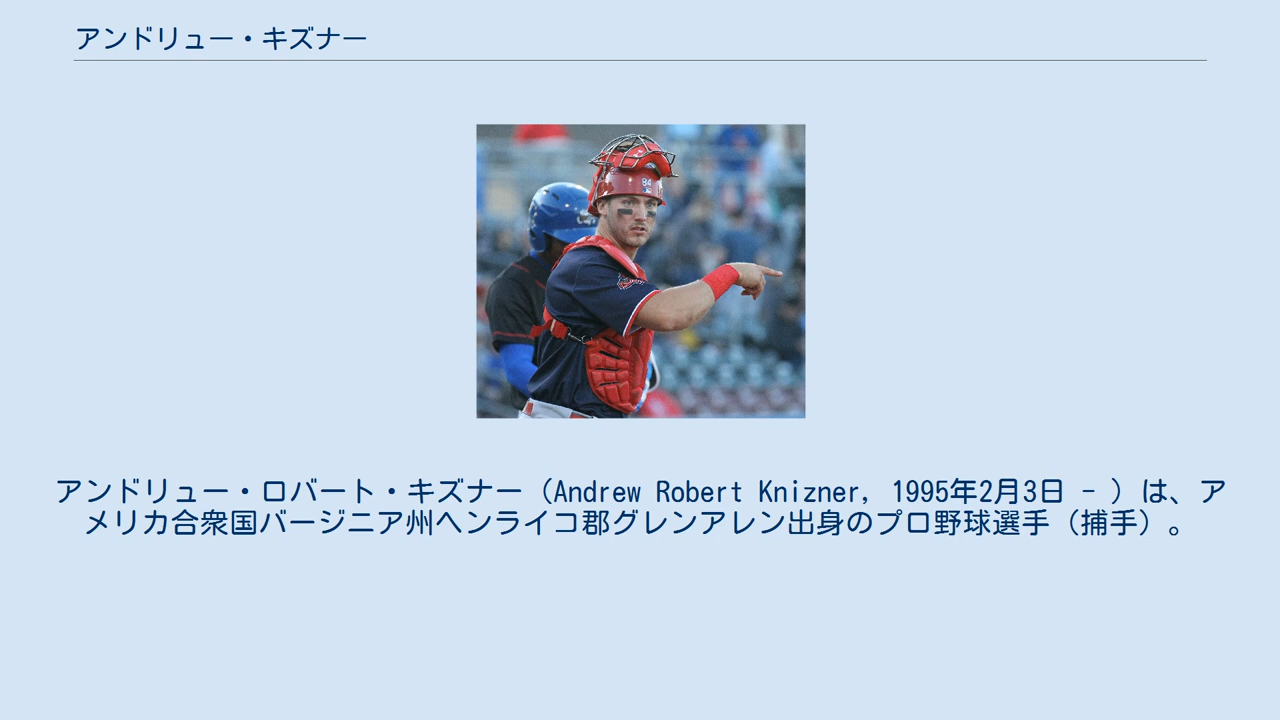 アンドリュー・キズナー
84
アンドリュー・ロバート・キズナー（Andrew Robert Knizner, 1995年2月3日 - ）は、ア
メリカ合衆国バージニア州ヘンライコ郡グレンアレン出身のプロ野球選手（捕手）。